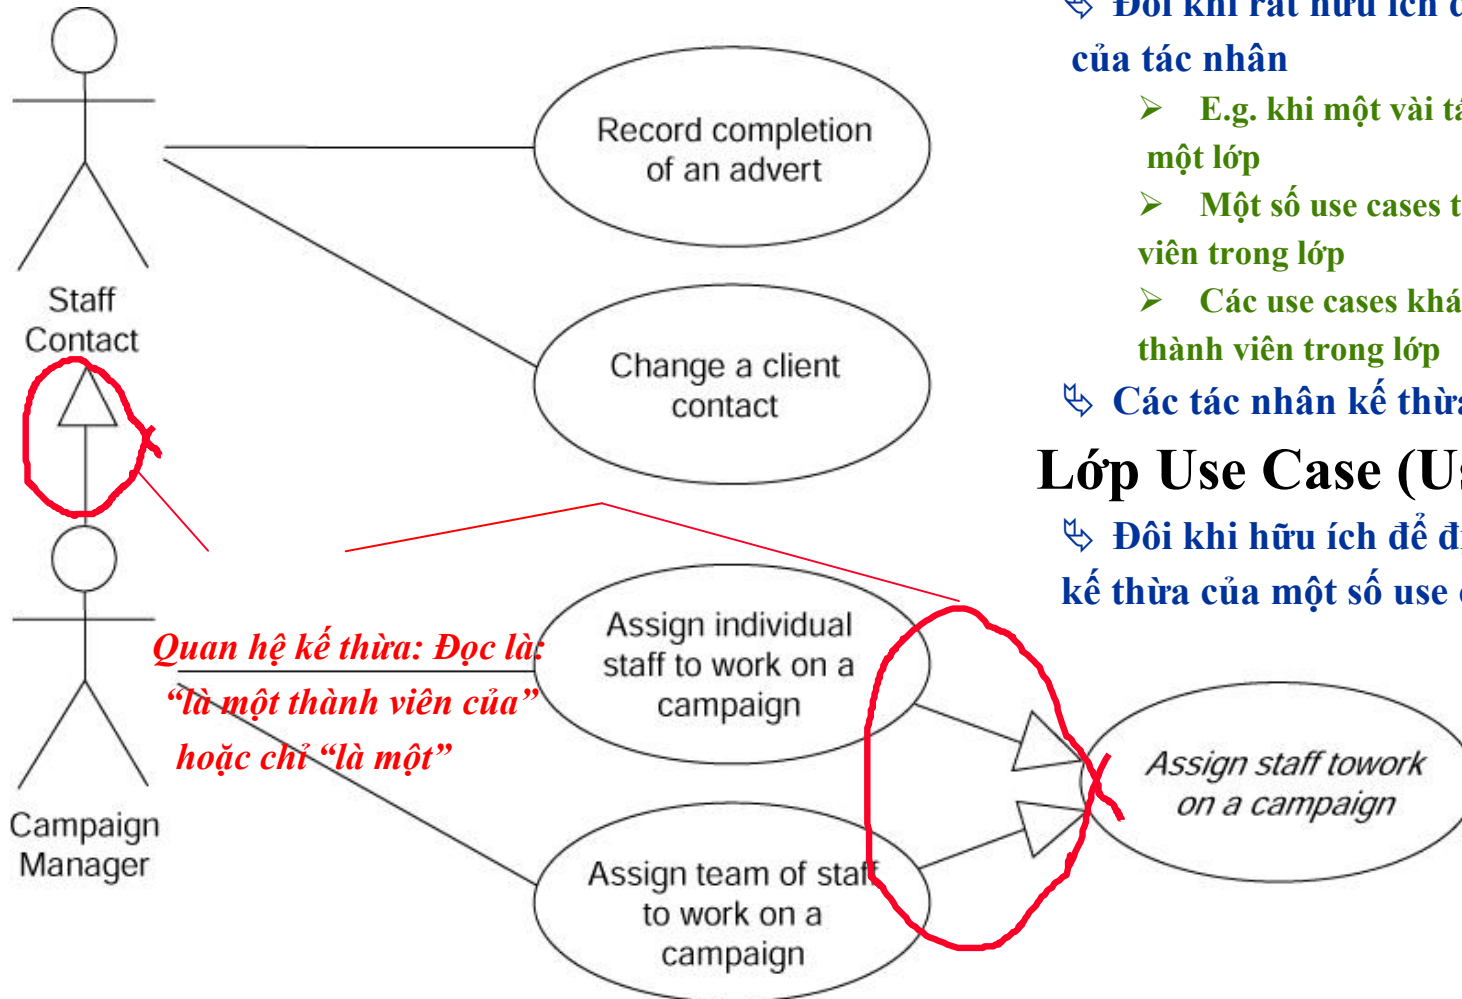 Record completion
of an advert
Staff
Contact
Change a client
contact
Assign individual
staff to work on a
campaign
Quan hệ kế thừa: Đọc là:
“là một thành viên của”
hoặc chỉ “là một”
Campaign
Manager
Assign team of staff
to work on a
campaign
Assign staff towork
on a campaign
Đôi khi rất hữu ích
của tác nhân
➢ E.g. khi một vài
một lớp
➢ Một số use cases
viên trong lớp
➢ Các use cases
thành viên trong lớp
Các tác nhân kế thừa
Lớp Use Case
Đôi khi hữu ích để
kế thừa của một số use